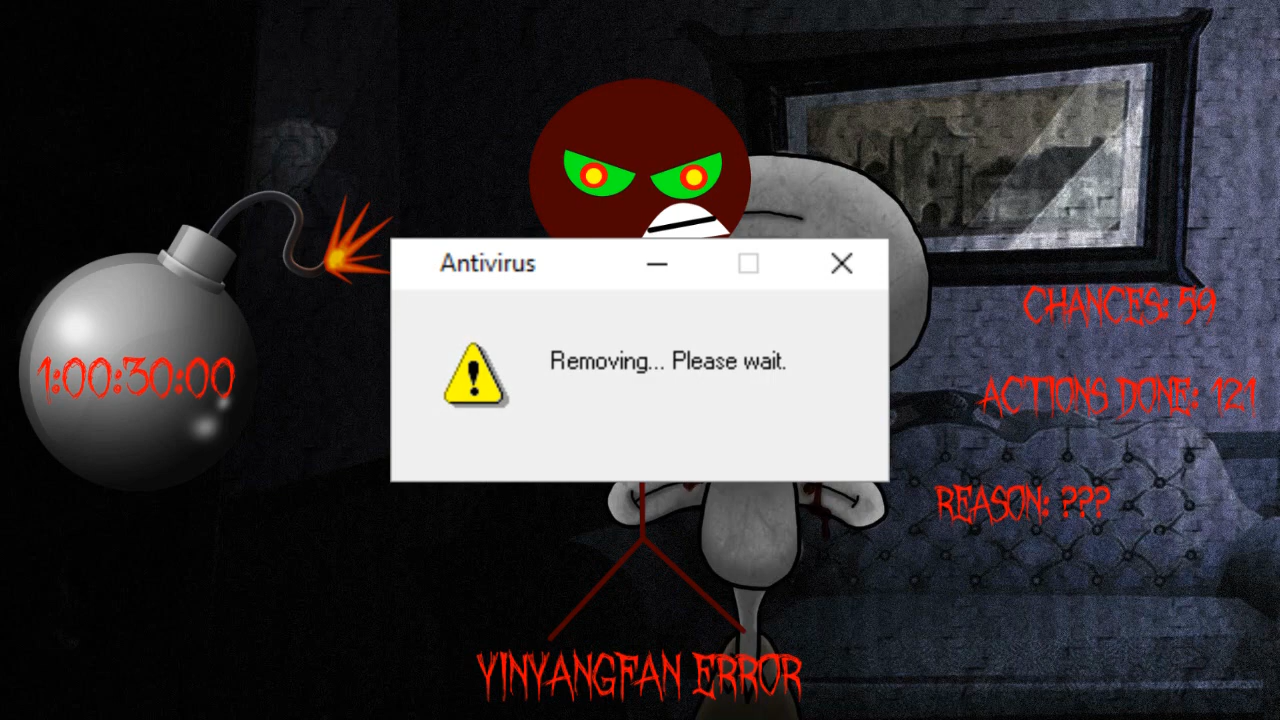 Antivirus
Removing... Please wait.
CHANCES: 59
1:00:30:00
ACTIONS DONE: 121
REASON: ???
YINYANGFAN ERROR